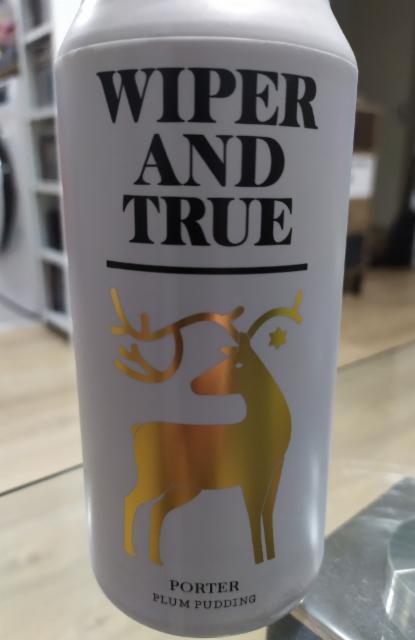 WIPER
AND
TRUE
PORTER
PLUM PUDDING